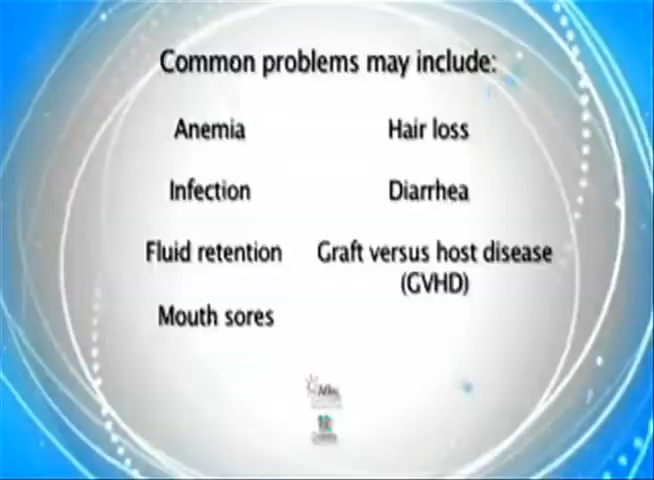 Common problems may include:
Anemia
Hair loss
Infection
Diarrhea
Fluid retention
Graft versus host disease
(GVHD)
Mouth sores